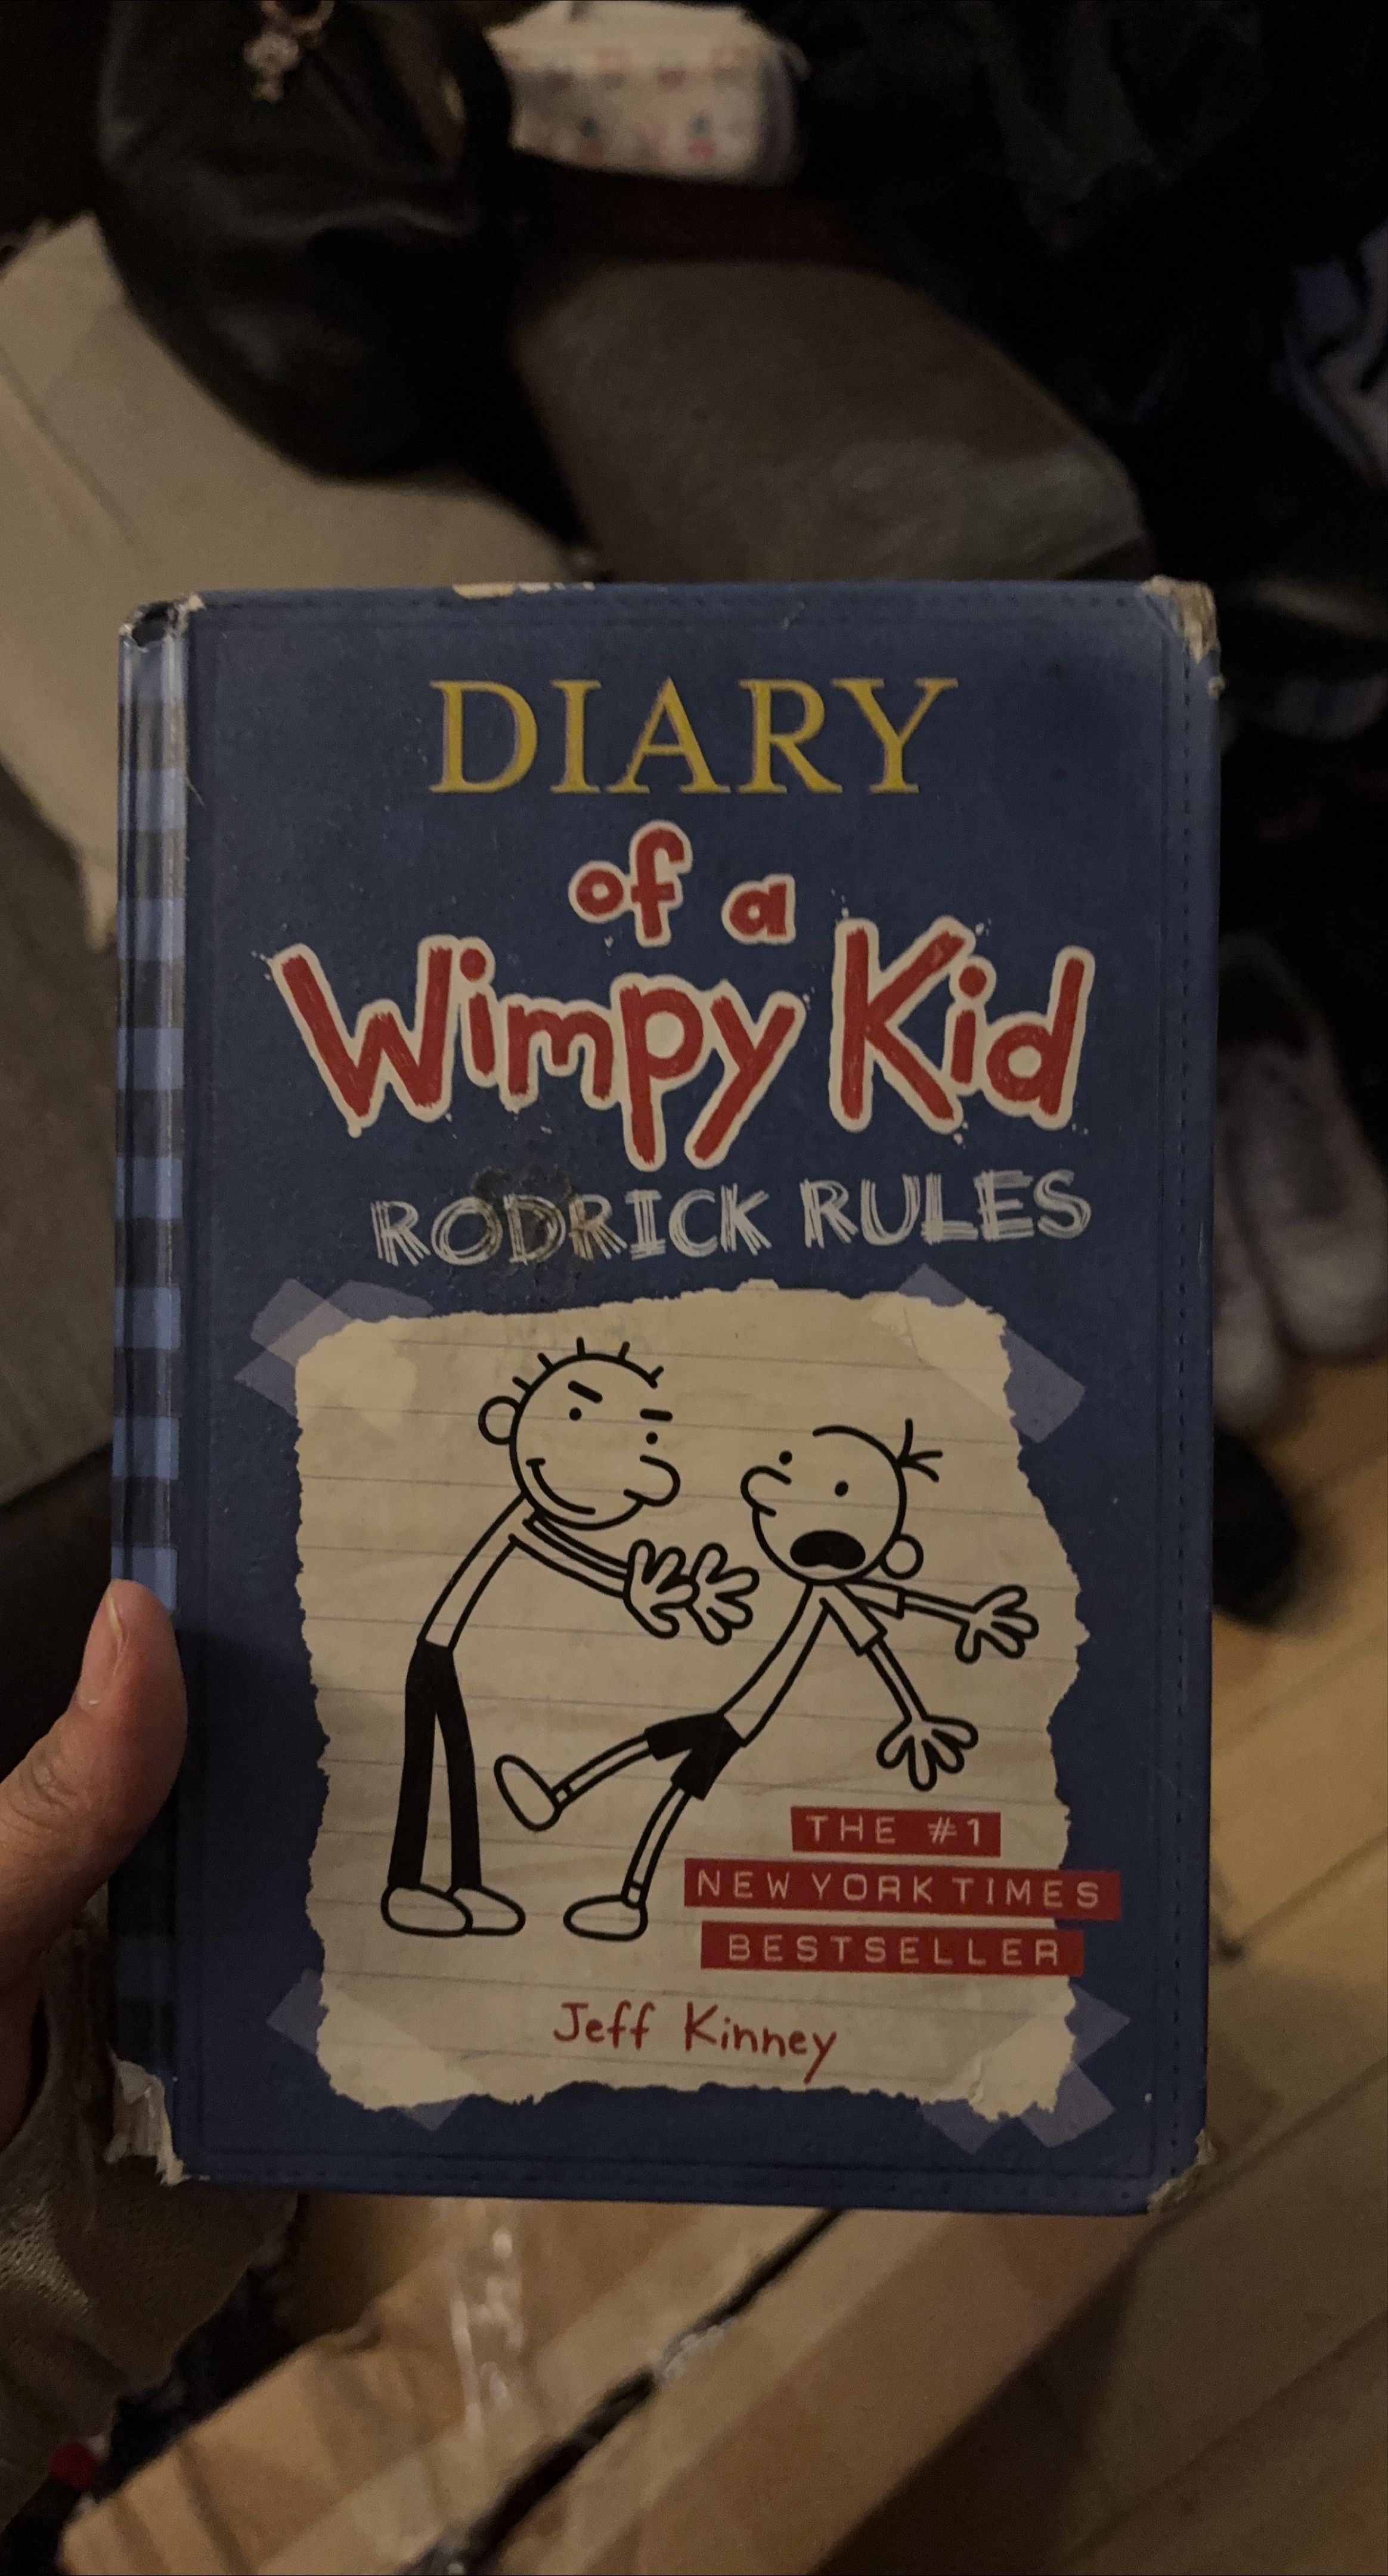 DIARY
of a
Wimpy Kid
RODRICK RULES
THE #1
NEW YORK TIMES
BESTSELLER
Jeff Kinney